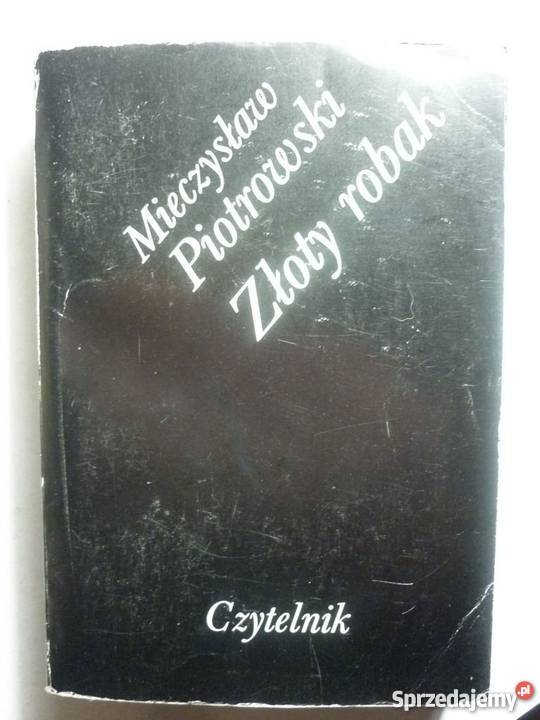 Mieczysław
Piotrowski
Złoty robak
Czytelnik
Sprzedajemy.pl